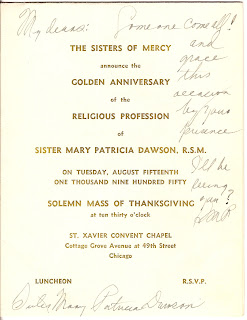 My dears: Someone come all!
and
grace
this
occasion
by your
presence
THE SISTERS OF MERCY
announce the
GOLDEN ANNIVERSARY
of the
RELIGIOUS PROFESSION
of
SISTER MARY PATRICIA DAWSON, R.S.M.
ON TUESDAY, AUGUST FIFTEENTH
ONE THOUSAND NINE HUNDRED FIFTY
SOLEMN MASS OF THANKSGIVING
at ten thirty o'clock
I'll be
seeing
you!
ST. XAVIER CONVENT CHAPEL
Cottage Grove Avenue at 49th Street
Chicago
LUNCHEON
R.S.V.P.
Sister Mary Patricia Dawson